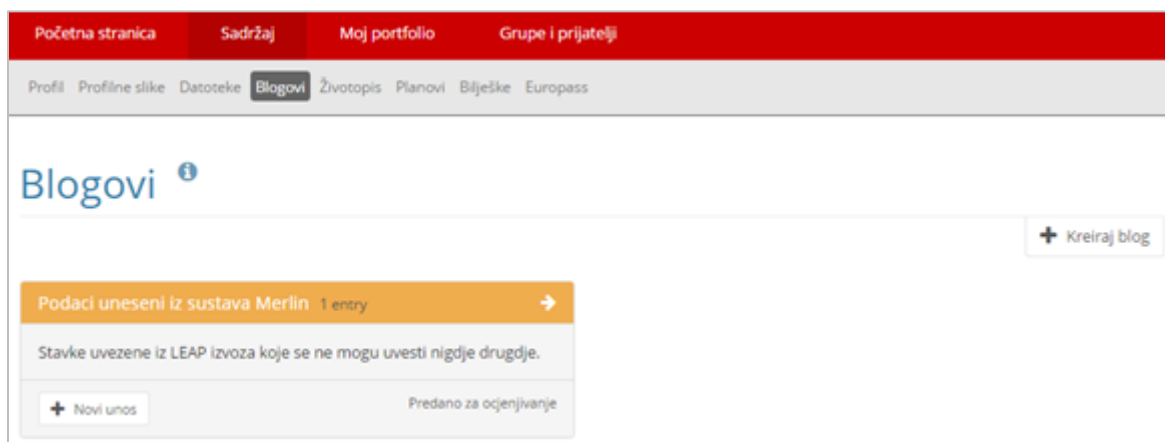 Početna stranica Sadržaj Moj portfolio Grupe i prijatelji
Profil Profilne slike Datoteke Blogovi Životopis Planovi Bilješke Europass
Blogovi
Kreiraj blog
Podaci uneseni iz sustava Merlin 1 entry
Stavke uvezene iz LEAP izvoza koje se ne mogu uvesti nigdje drugdje.
Novi unos Predano za ocjenjivanje